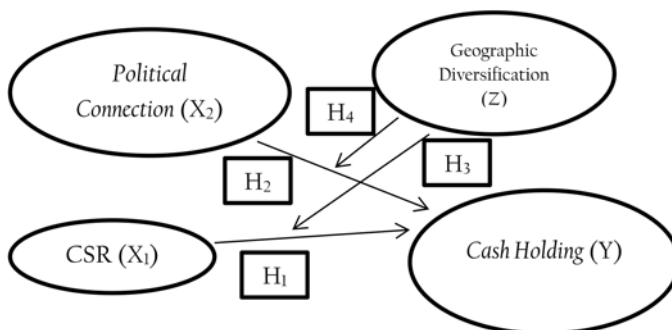 Political
Connection (X₂)
Geographic
Diversification
(Z)
H₄
H₂
H₃
CSR (X₁)
Cash Holding (Y)
H₁